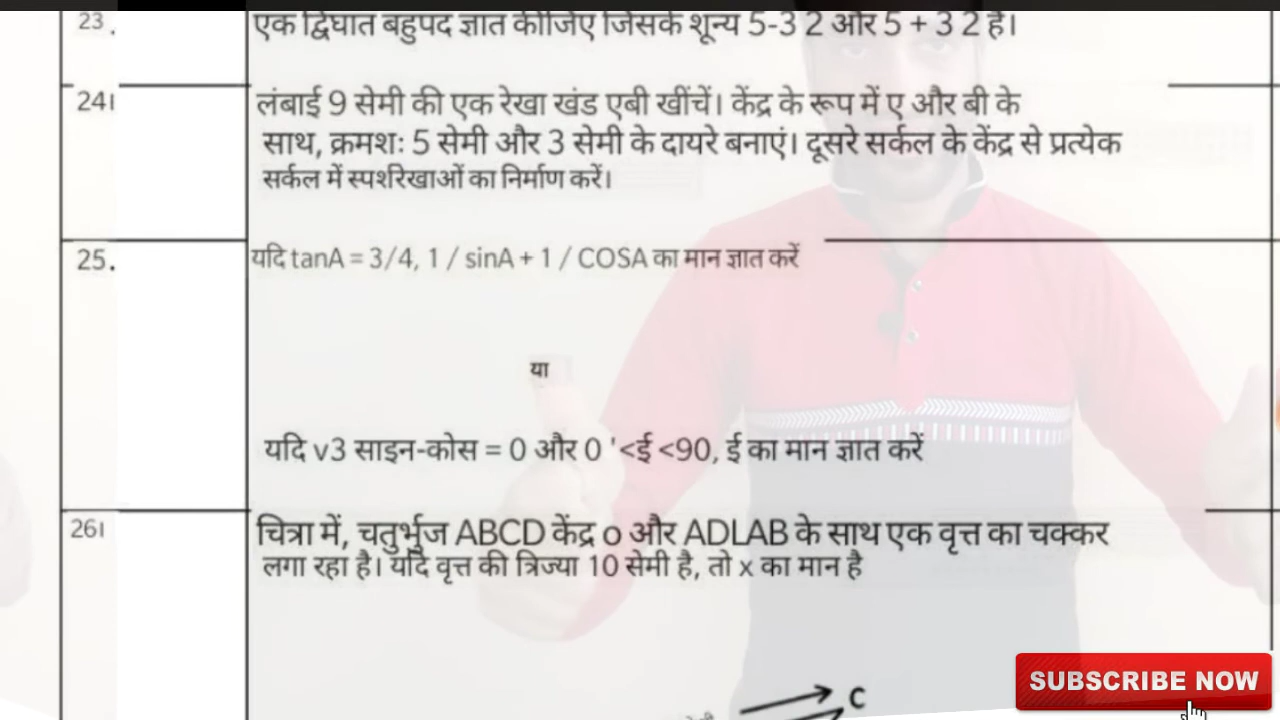 23.
एक द्विघात बहुपद ज्ञात कीजिए जिसके शून्य 5-3 2 और 5 + 3 2 है।
24।
लंबाई 9 सेमी की एक रेखा खंड एबी खींचें। केंद्र के रूप में ए और बी के
साथ, क्रमशः 5 सेमी और 3 सेमी के दायरे बनाएं। दूसरे सर्कल के केंद्र से प्रत्येक
सर्कल में स्पर्शरेखाओं का निर्माण करें।
25.
यदि tanA = 3/4, 1 / sinA + 1 / COSA का मान ज्ञात करें
या
यदि v3 साइन-कोस = 0 और 0 '<ई <90, ई का मान ज्ञात करें
26।
चित्रा में, चतुर्भुज ABCD केंद्र o और ADLAB के साथ एक वृत्त का चक्कर
लगा रहा है। यदि वृत्त की त्रिज्या 10 सेमी है, तो x का मान है
C
SUBSCRIBE NOW